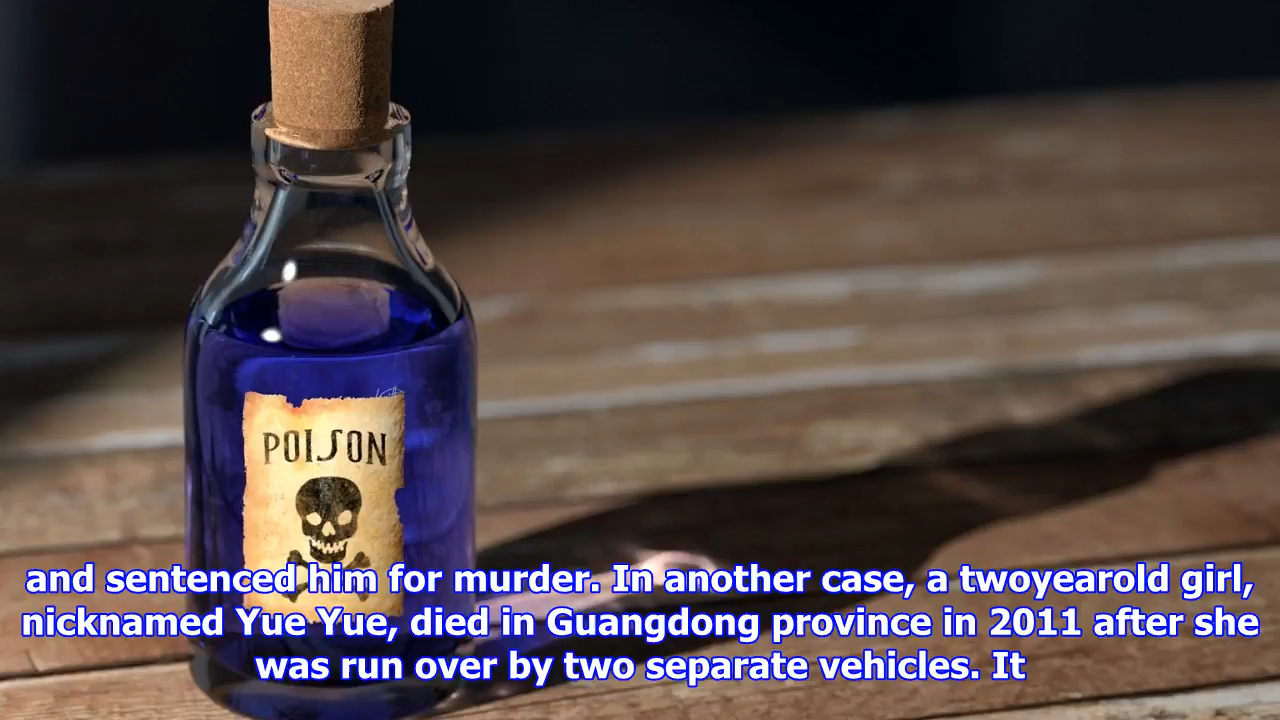 POISON
and sentenced him for murder. In another case, a twoyearold girl,
nicknamed Yue Yue, died in Guangdong province in 2011 after she
was run over by two separate vehicles. It